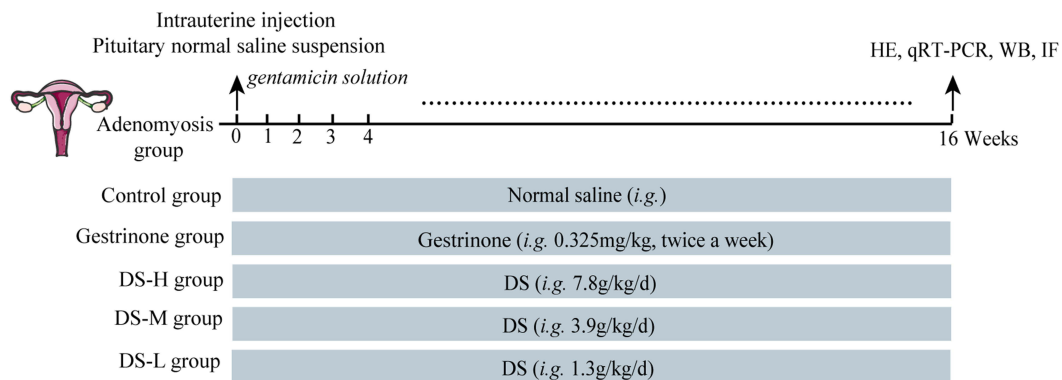 Intrauterine injection
Pituitary normal saline suspension
gentamicin solution
HE, qRT-PCR, WB, IF
Adenomyosis
group
0 1 2 3 4
16 Weeks
Control group
Normal saline (i.g.)
Gestrinone group
Gestrinone (i.g. 0.325mg/kg, twice a week)
DS-H group
DS (i.g. 7.8g/kg/d)
DS-M group
DS (i.g. 3.9g/kg/d)
DS-L group
DS (i.g. 1.3g/kg/d)